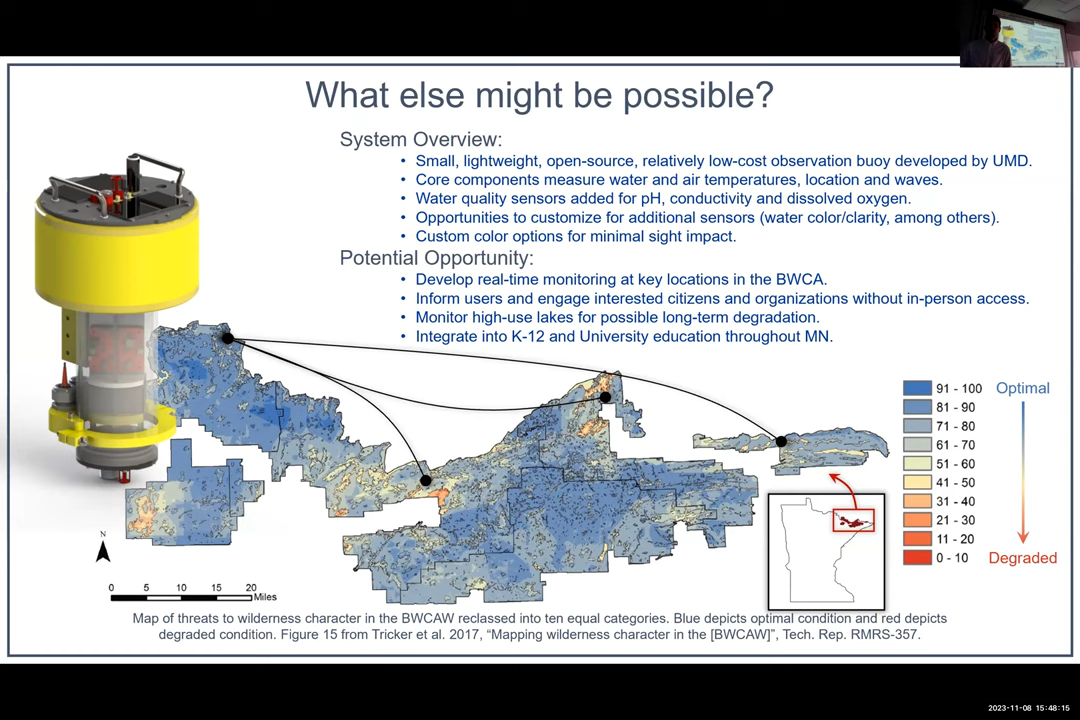 What else might be possible?
System Overview:
• Small, lightweight, open-source, relatively low-cost observation buoy developed by UMD.
• Core components measure water and air temperatures, location and waves.
• Water quality sensors added for pH, conductivity and dissolved oxygen.
• Opportunities to customize for additional sensors (water color/clarity, among others).
• Custom color options for minimal sight impact.
Potential Opportunity:
• Develop real-time monitoring at key locations in the BWCA.
• Inform users and engage interested citizens and organizations without in-person access.
• Monitor high-use lakes for possible long-term degradation.
• Integrate into K-12 and University education throughout MN.
91 - 100 Optimal
81 - 90
71 - 80
61 - 70
51 - 60
41 - 50
31 - 40
21 - 30
11 - 20
0 - 10 Degraded
N
0 5 10 15 20
Miles
Map of threats to wilderness character in the BWCAW reclassed into ten equal categories. Blue depicts optimal condition and red depicts
degraded condition. Figure 15 from Tricker et al. 2017, “Mapping wilderness character in the [BWCAW]”, Tech. Rep. RMRS-357.
2023-11-08 15:48:15